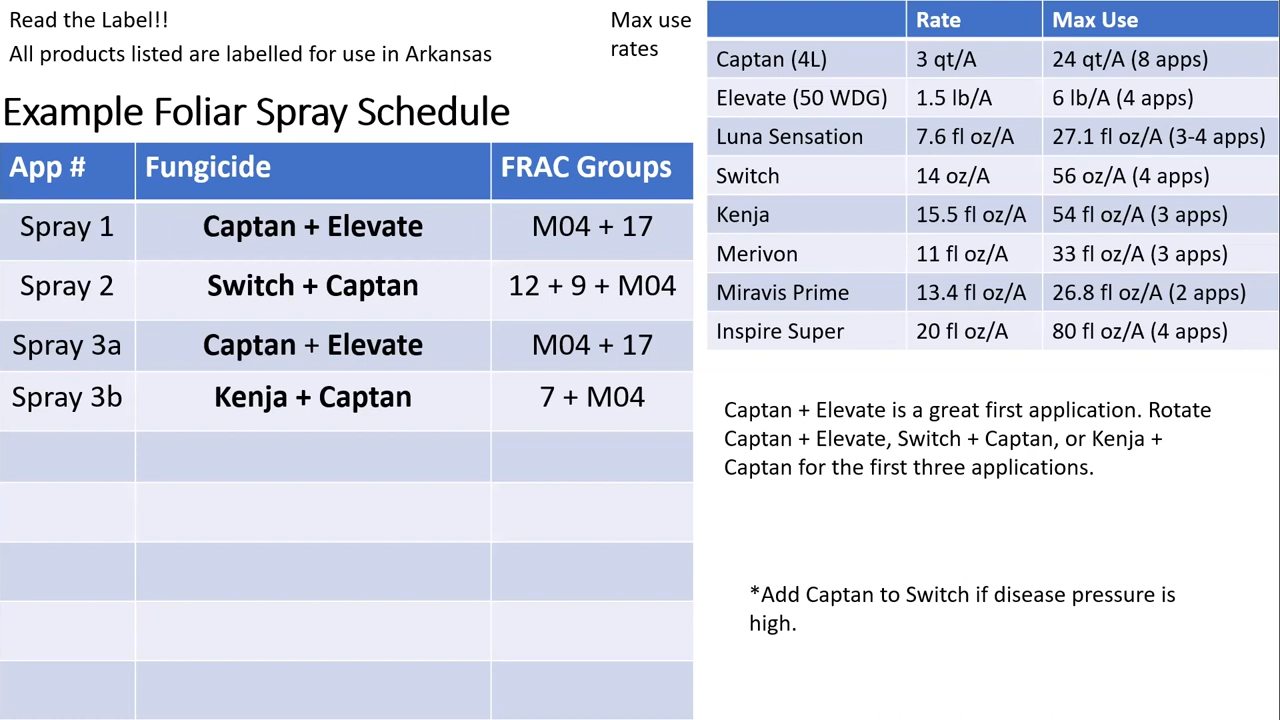 Read the Label!!
All products listed are labelled for use in Arkansas
Max use
rates
Example Foliar Spray Schedule
App # Fungicide FRAC Groups
Spray 1 Captan + Elevate M04 + 17
Spray 2 Switch + Captan 12 + 9 + M04
Spray 3a Captan + Elevate M04 + 17
Spray 3b Kenja + Captan 7 + M04
Rate Max Use
Captan (4L) 3 qt/A 24 qt/A (8 apps)
Elevate (50 WDG) 1.5 lb/A 6 lb/A (4 apps)
Luna Sensation 7.6 fl oz/A 27.1 fl oz/A (3-4 apps)
Switch 14 oz/A 56 oz/A (4 apps)
Kenja 15.5 fl oz/A 54 fl oz/A (3 apps)
Merivon 11 fl oz/A 33 fl oz/A (3 apps)
Miravis Prime 13.4 fl oz/A 26.8 fl oz/A (2 apps)
Inspire Super 20 fl oz/A 80 fl oz/A (4 apps)
Captan + Elevate is a great first application. Rotate
Captan + Elevate, Switch + Captan, or Kenja +
Captan for the first three applications.
*Add Captan to Switch if disease pressure is
high.